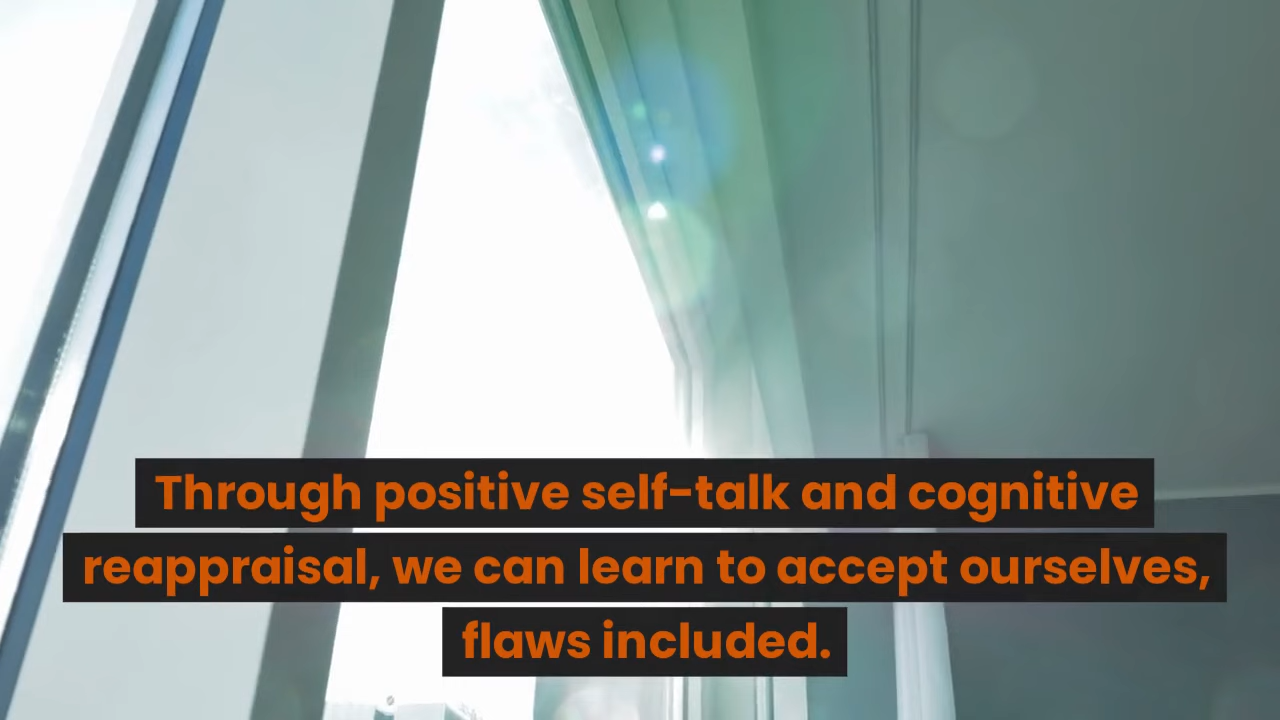 Through positive self-talk and cognitive
reappraisal, we can learn to accept ourselves,
flaws included.